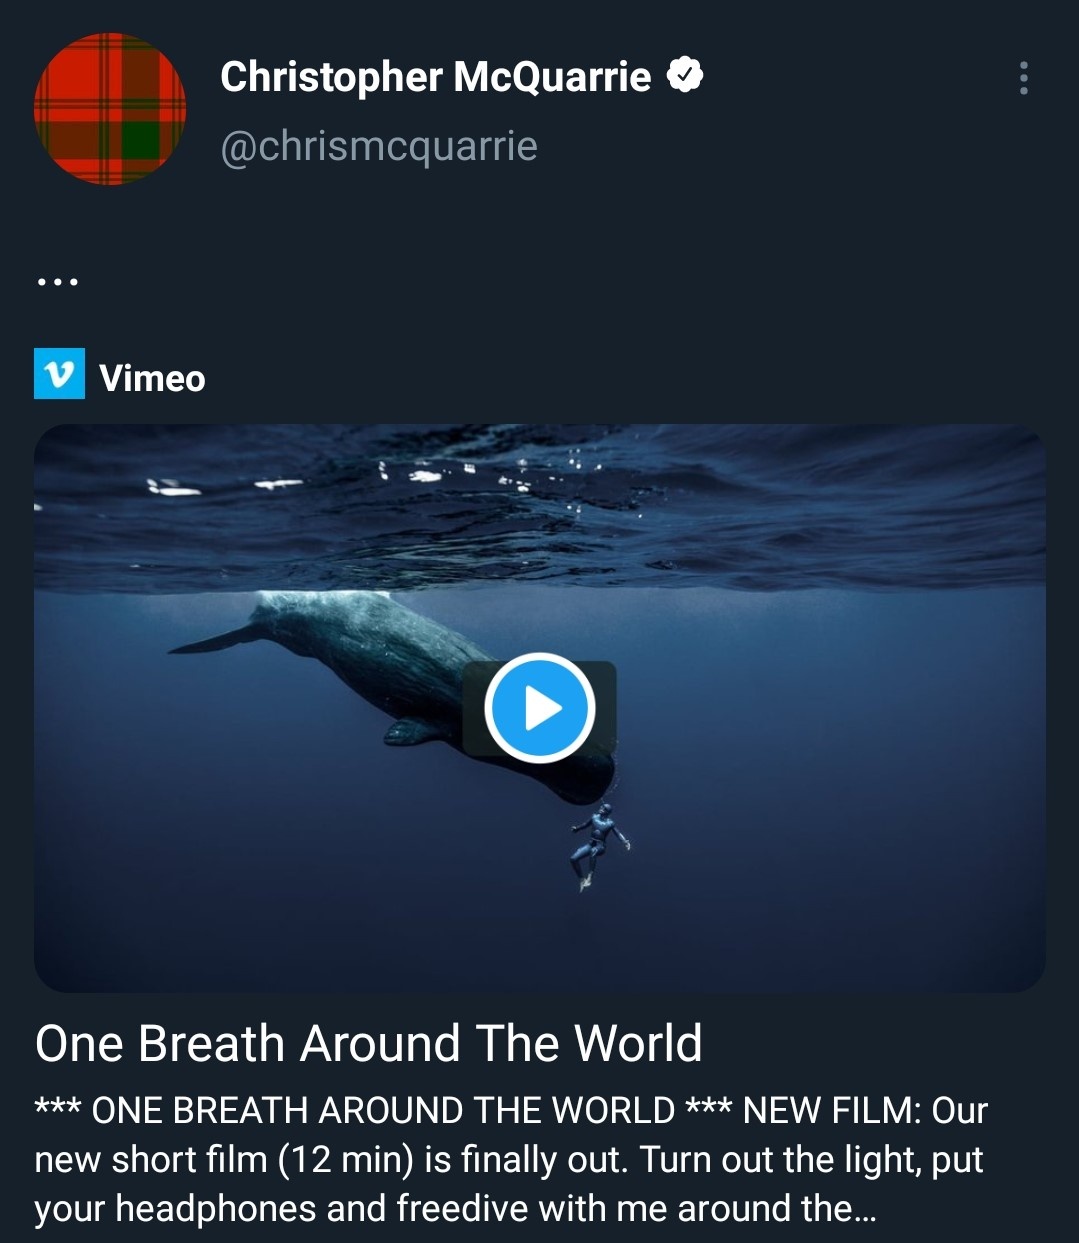 Christopher McQuarrie
@chrismcquarrie
...
Vimeo
One Breath Around The World
*** ONE BREATH AROUND THE WORLD *** NEW FILM: Our
new short film (12 min) is finally out. Turn out the light, put
your headphones and freedive with me around the...